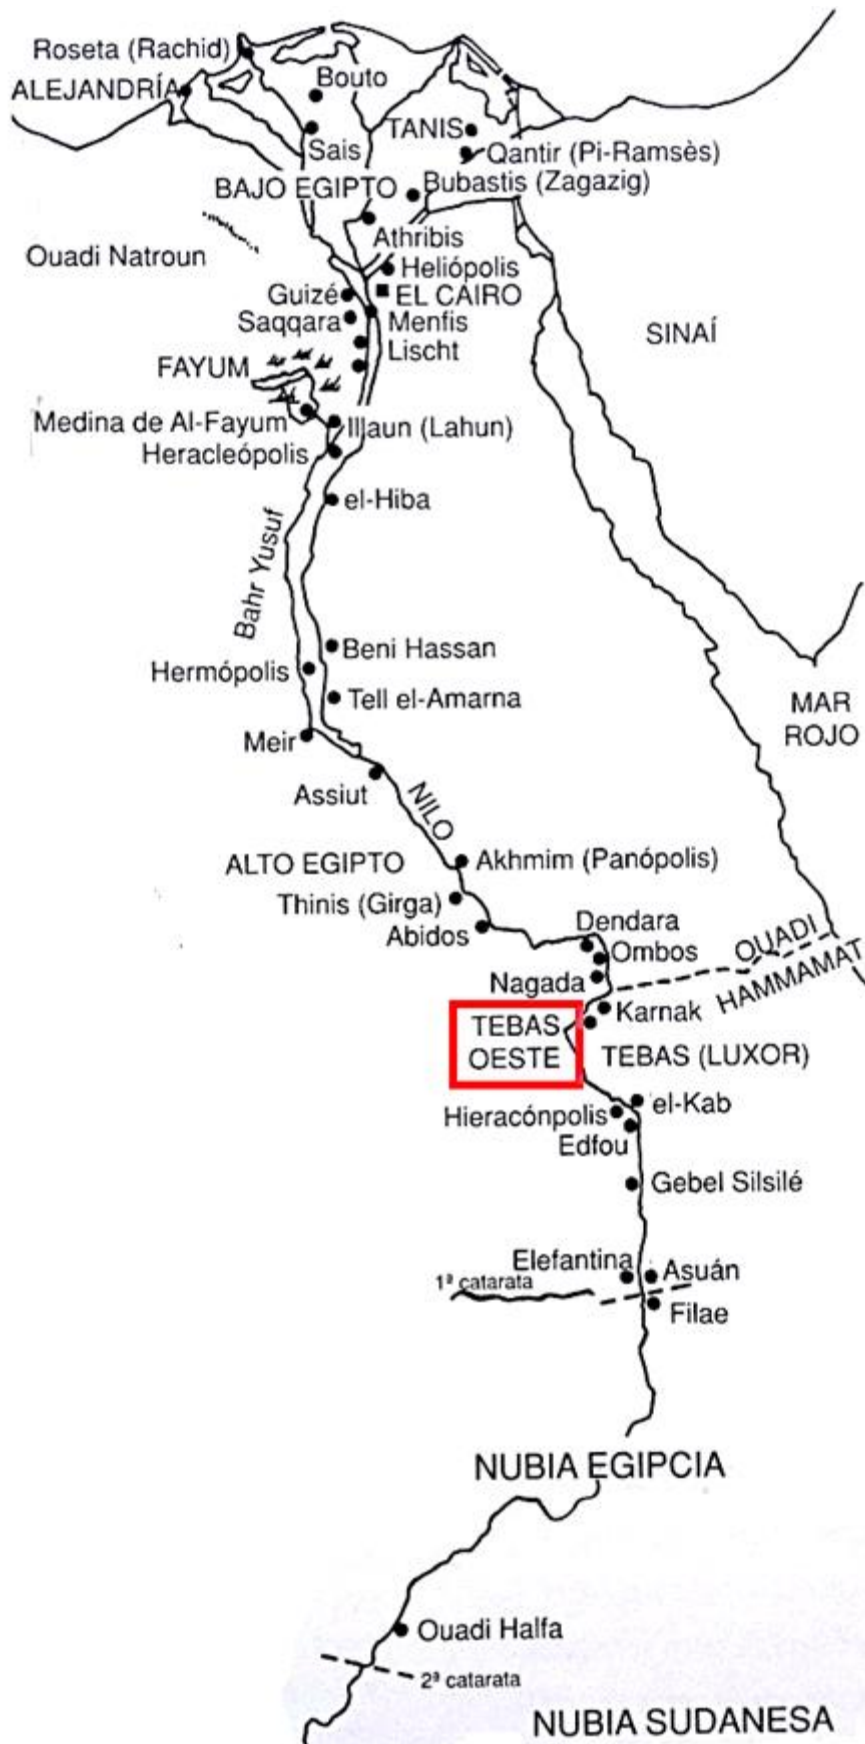 Roseta (Rachid)
Bouto
ALEJANDRÍA
TANIS
Sais
Qantir (Pi-Ramsès)
BAJO EGIPTO
Bubastis (Zagazig)
Athribis
Ouadi Natroun
Heliópolis
Guizé
EL CAIRO
Saqqara
Menfis
SINAÍ
Lischt
FAYUM
Medina de Al-Fayum
Illaun (Lahun)
Heracleópolis
el-Hiba
Bahr Yusuf
Beni Hassan
Hermópolis
Tell el-Amarna
MAR
ROJO
Meir
Assiut
NILO
ALTO EGIPTO
Akhmim (Panópolis)
Thinis (Girga)
Abidos
Dendara
Ombos
OUADI
HAMMAMAT
Nagada
Karnak
TEBAS
OESTE
TEBAS (LUXOR)
el-Kab
Hieracónpolis
Edfou
Gebel Silsilé
Elefantina
Asuán
1ª catarata
Filae
NUBIA EGIPCIA
Ouadi Halfa
2ª catarata
NUBIA SUDANESA